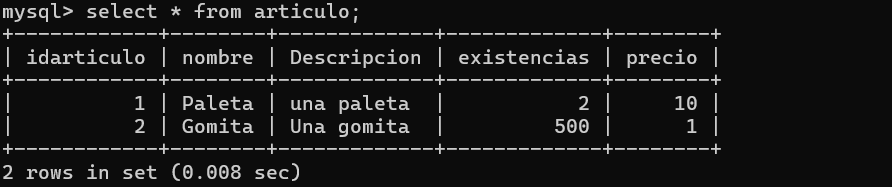 mysql> select * from articulo;
+------------+--------+-------------+-------------+--------+
| idarticulo | nombre | Descripcion | existencias | precio |
+------------+--------+-------------+-------------+--------+
|          1 | Paleta | una paleta  |           2 |     10 |
|          2 | Gomita | Una gomita  |         500 |      1 |
+------------+--------+-------------+-------------+--------+
2 rows in set (0.008 sec)